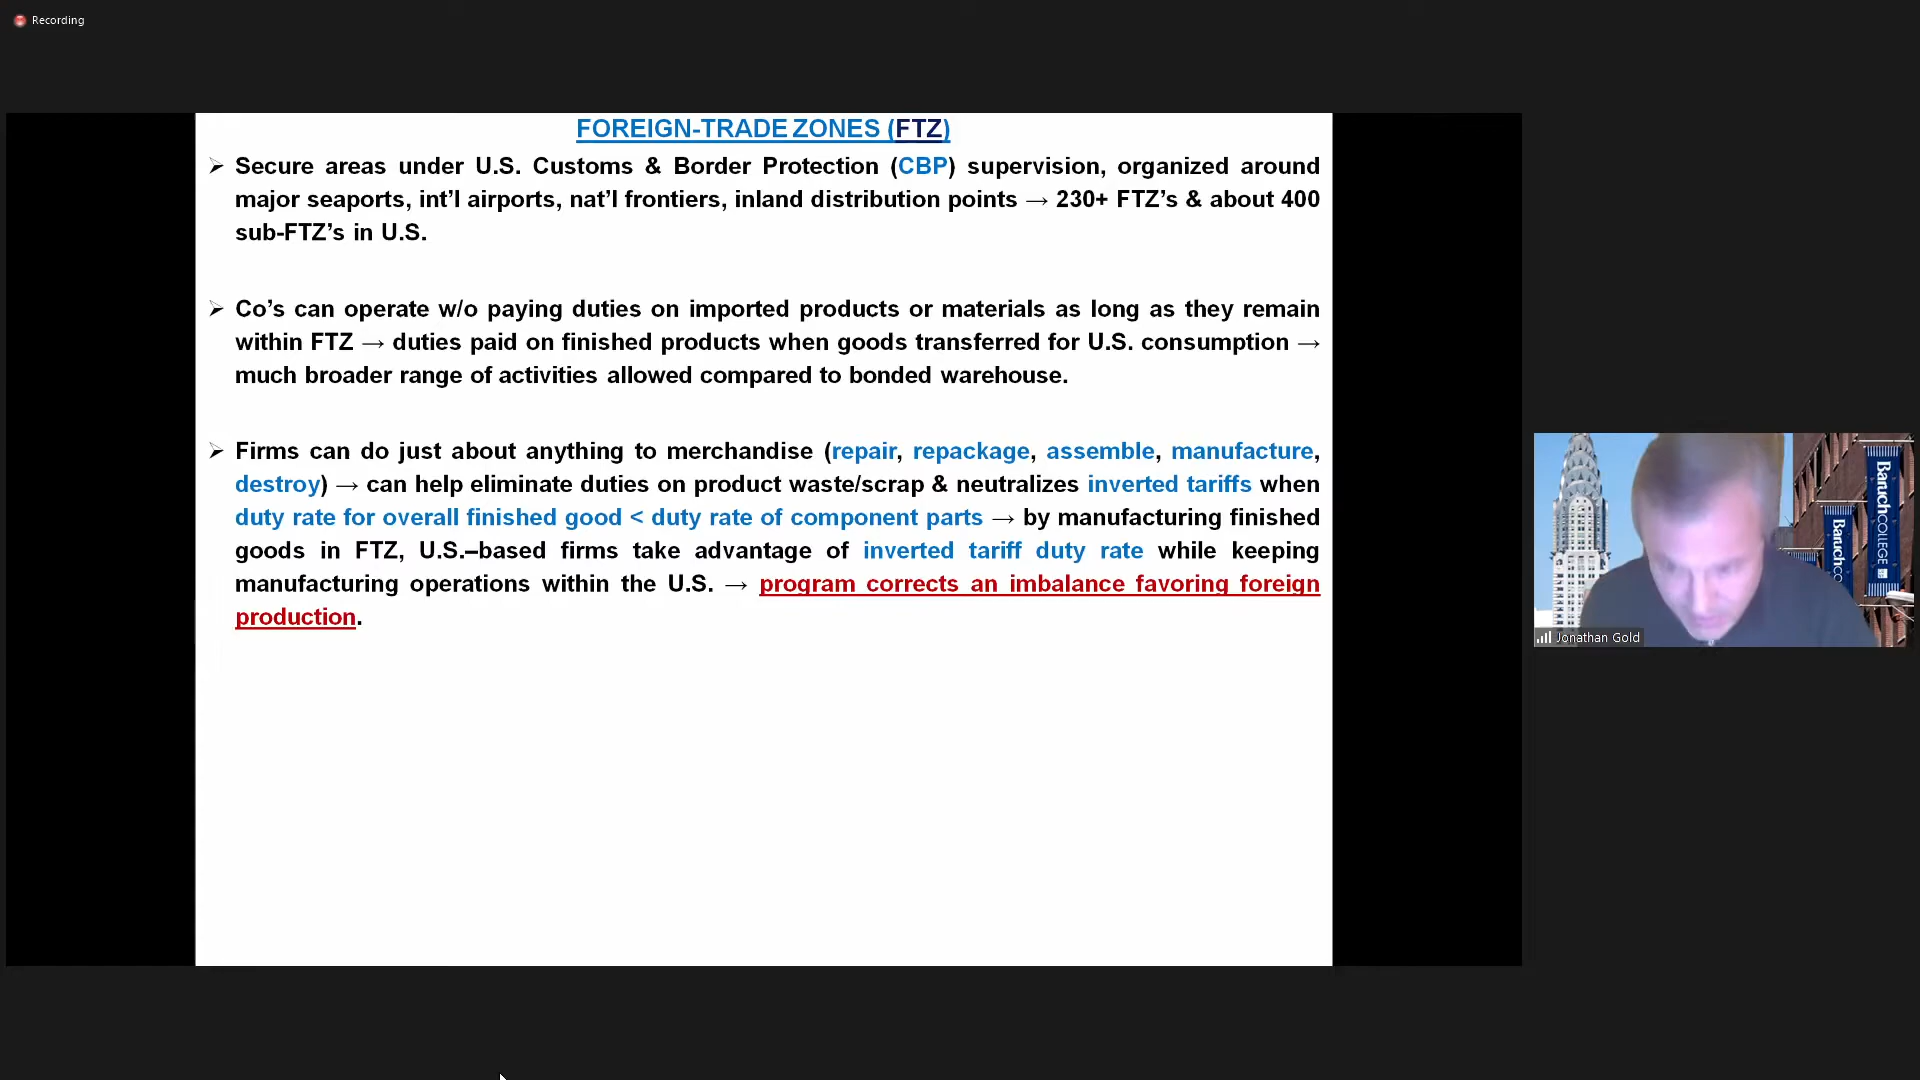 Recording
FOREIGN-TRADE ZONES (FTZ)
➢ Secure areas under U.S. Customs & Border Protection (CBP) supervision, organized around
major seaports, int’l airports, nat’l frontiers, inland distribution points → 230+ FTZ’s & about 400
sub-FTZ’s in U.S.
➢ Co’s can operate w/o paying duties on imported products or materials as long as they remain
within FTZ → duties paid on finished products when goods transferred for U.S. consumption →
much broader range of activities allowed compared to bonded warehouse.
➢ Firms can do just about anything to merchandise (repair, repackage, assemble, manufacture,
destroy) → can help eliminate duties on product waste/scrap & neutralizes inverted tariffs when
duty rate for overall finished good < duty rate of component parts → by manufacturing finished
goods in FTZ, U.S.–based firms take advantage of inverted tariff duty rate while keeping
manufacturing operations within the U.S. → program corrects an imbalance favoring foreign
production.
Baruch COLLEGE
Baruch CO
Jonathan Gold